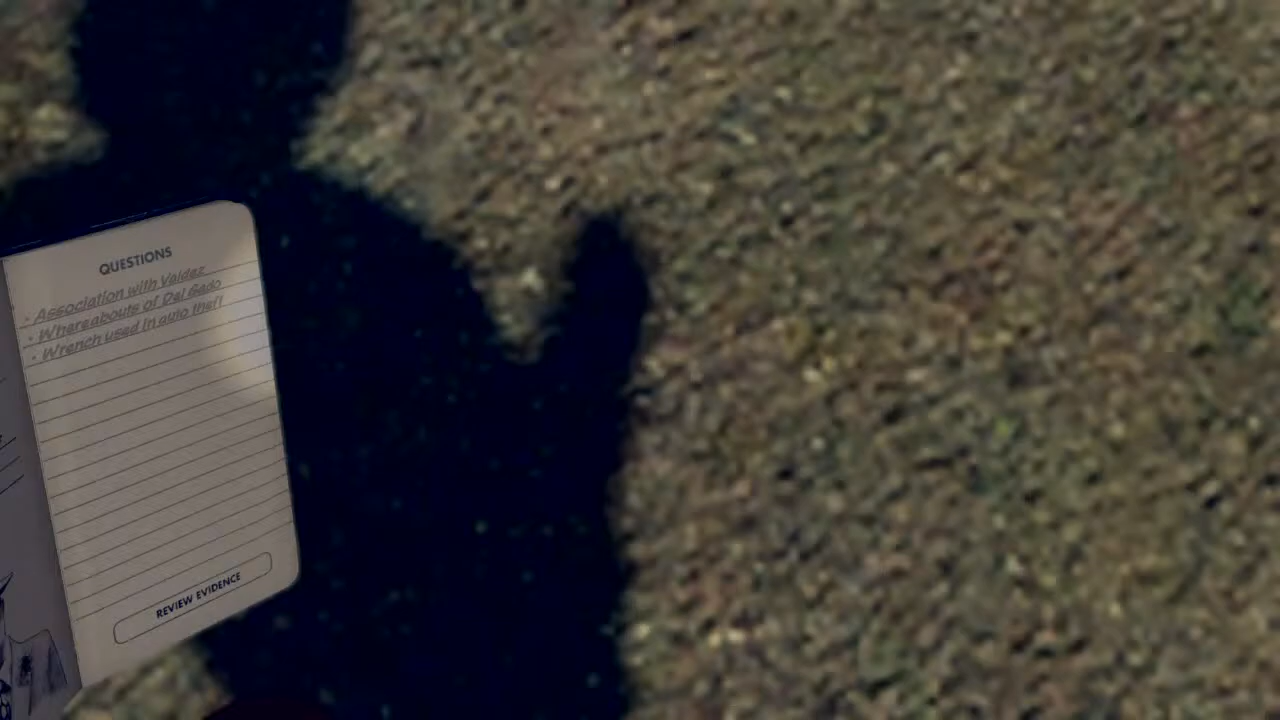 QUESTIONS
- Association with Valdez
- Whereabouts of Del Gado
- Wrench used in auto theft
REVIEW EVIDENCE